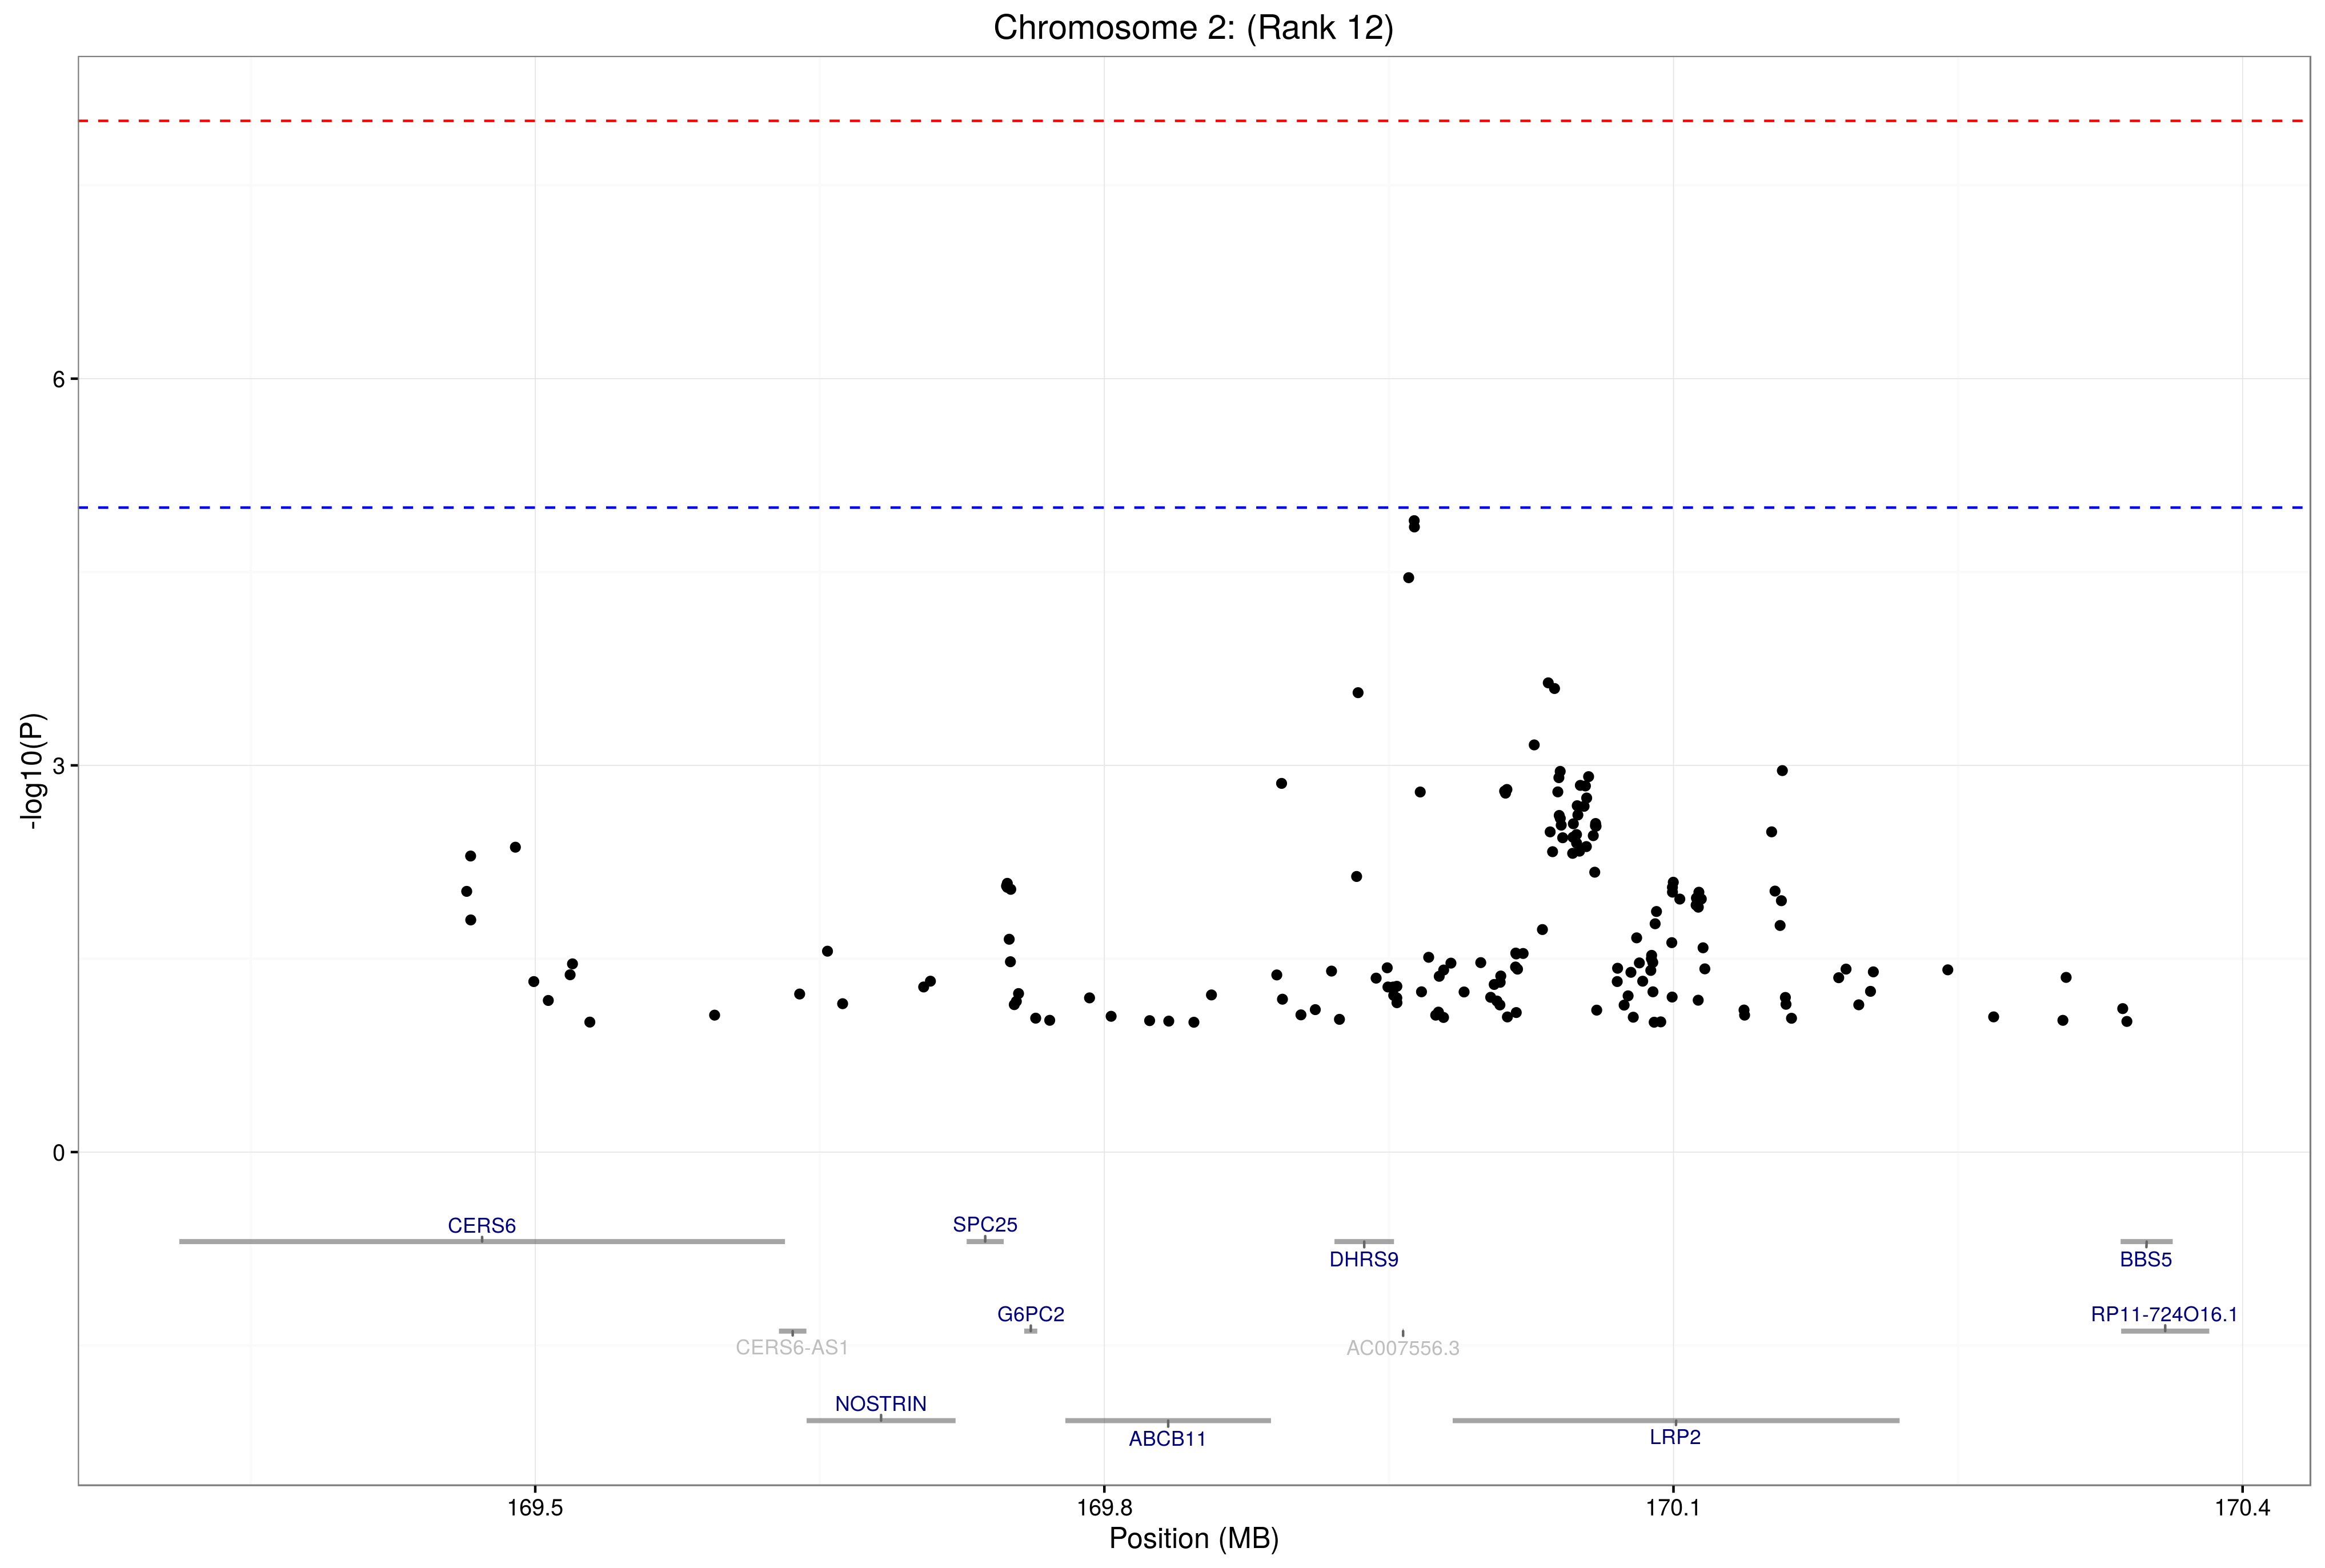 Chromosome 2: (Rank 12)
6
3
0
-log10(P)
CERS6
SPC25
DHRS9
BBS5
G6PC2
RP11-724O16.1
CERS6-AS1
AC007556.3
NOSTRIN
ABCB11
LRP2
169.5
169.8
170.1
170.4
Position (MB)